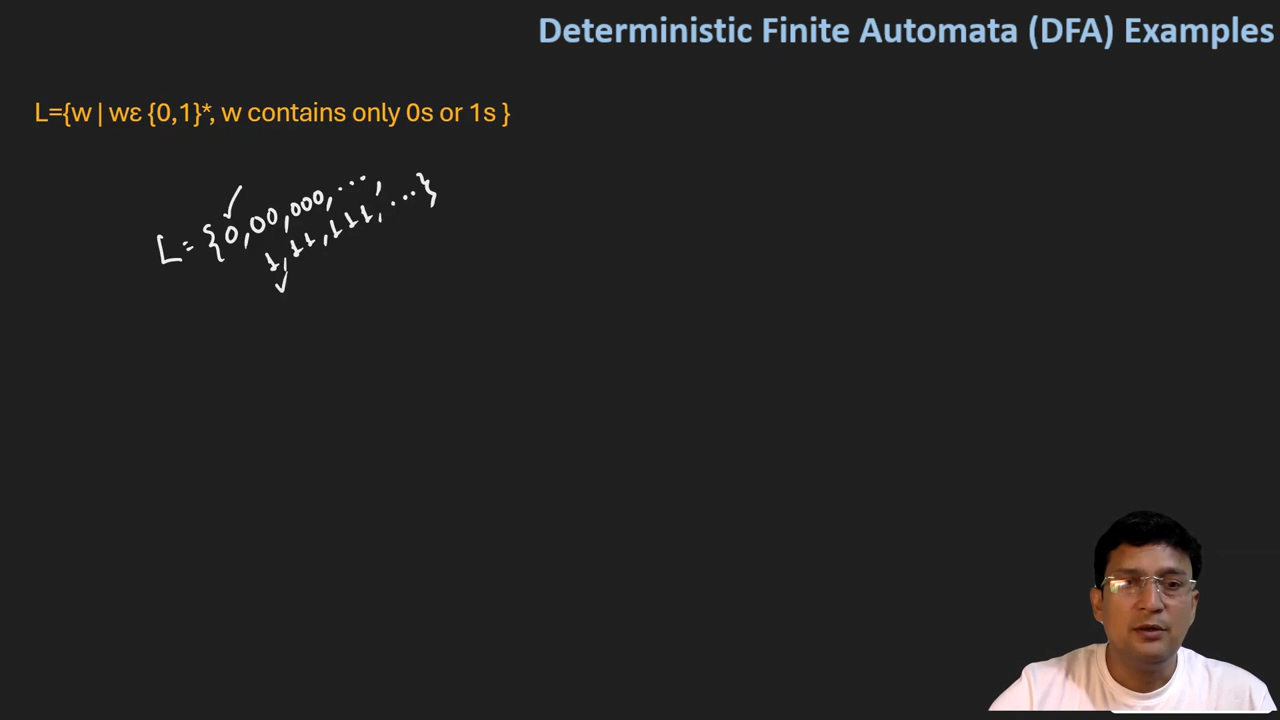 Deterministic Finite Automata (DFA) Examples
L={w | wε {0,1}*, w contains only 0s or 1s }
L = {0,00,000,...,
1,11,111,...}